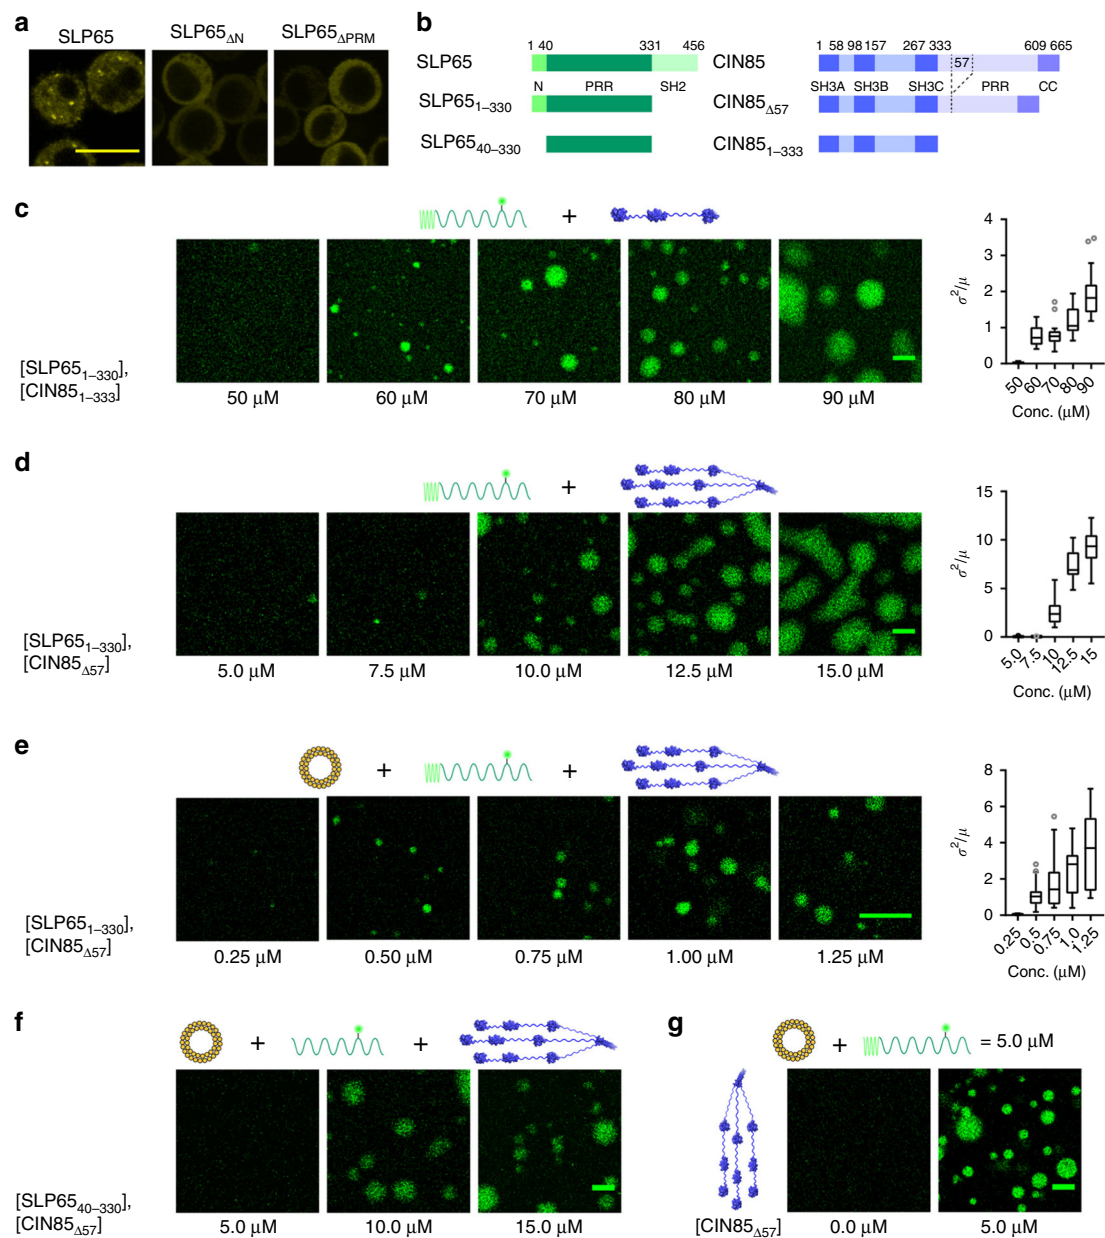 a
SLP65
SLP65ΔN
SLP65ΔPRM
b
1 40 331 456
SLP65
N PRR SH2
SLP651–330
SLP6540–330
1 58 98 157 267 333 609 665
CIN85
57
SH3A SH3B SH3C PRR CC
CIN85Δ57
CIN851–333
c
+
[SLP651–330],
[CIN851–333]
50 μM 60 μM 70 μM 80 μM 90 μM
4
3
2
1
0
σ2/μ
50 60 70 80 90
Conc. (μM)
d
+
[SLP651–330],
[CIN85Δ57]
5.0 μM 7.5 μM 10.0 μM 12.5 μM 15.0 μM
15
10
5
0
σ2/μ
5.0 7.5 10 12.5 15
Conc. (μM)
e
+ +
[SLP651–330],
[CIN85Δ57]
0.25 μM 0.50 μM 0.75 μM 1.00 μM 1.25 μM
8
6
4
2
0
σ2/μ
0.25 0.5 0.75 1.0 1.25
Conc. (μM)
f
+ +
[SLP6540–330],
[CIN85Δ57]
5.0 μM 10.0 μM 15.0 μM
g
+ = 5.0 μM
[CIN85Δ57]
0.0 μM 5.0 μM